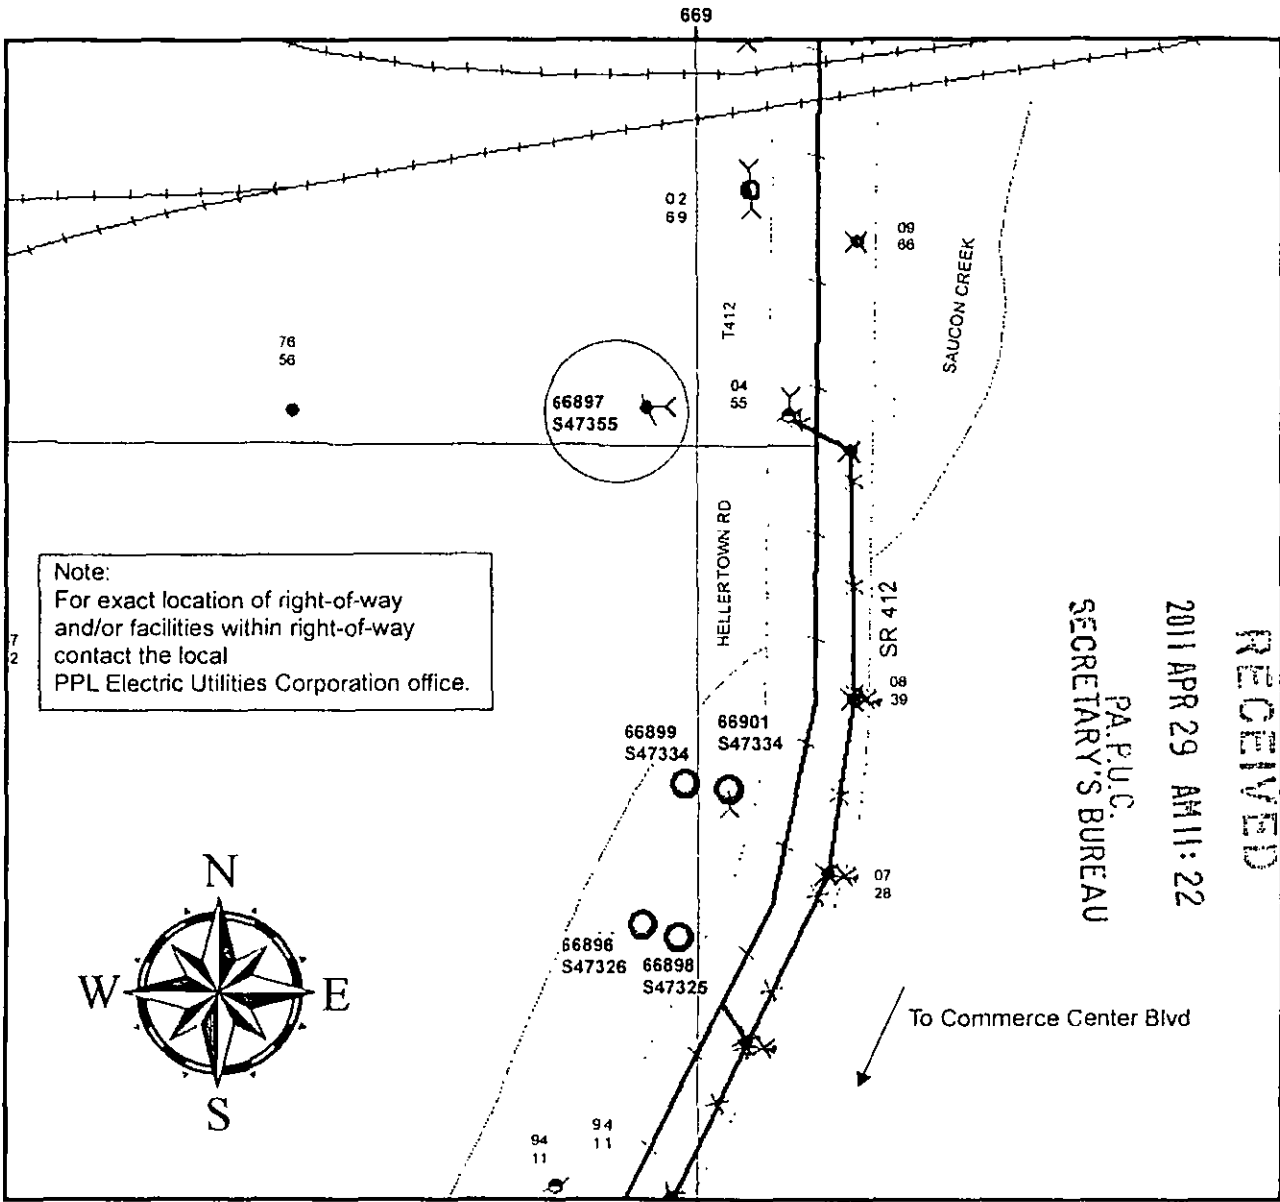 669
02
69
09
66
T412
SAUCON CREEK
76
56
04
55
66897
S47355
HELLERTOWN RD
SR 412
Note:
For exact location of right-of-way
and/or facilities within right-of-way
contact the local
PPL Electric Utilities Corporation office.
7
2
RECEIVED
2011 APR 29 AM 11:22
PA.P.U.C.
SECRETARY'S BUREAU
08
39
66899
S47334
66901
S47334
07
28
N
W
E
S
66896
S47326
66898
S47325
To Commerce Center Blvd
94
11
94
11